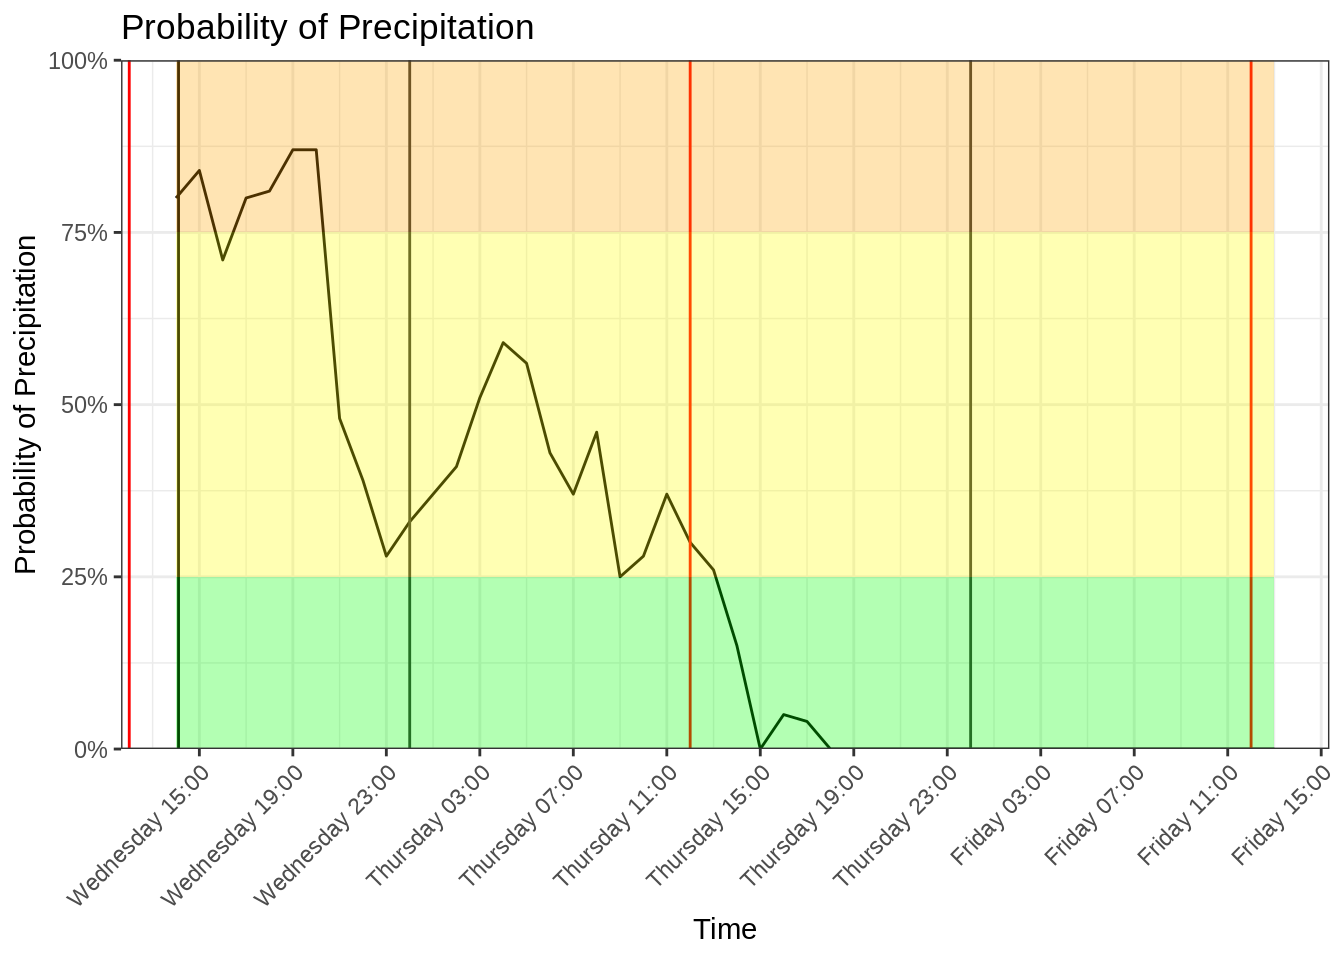 Probability of Precipitation
100%
75%
50%
25%
0%
Probability of Precipitation
Wednesday 15:00
Wednesday 19:00
Wednesday 23:00
Thursday 03:00
Thursday 07:00
Thursday 11:00
Thursday 15:00
Thursday 19:00
Thursday 23:00
Friday 03:00
Friday 07:00
Friday 11:00
Friday 15:00
Time